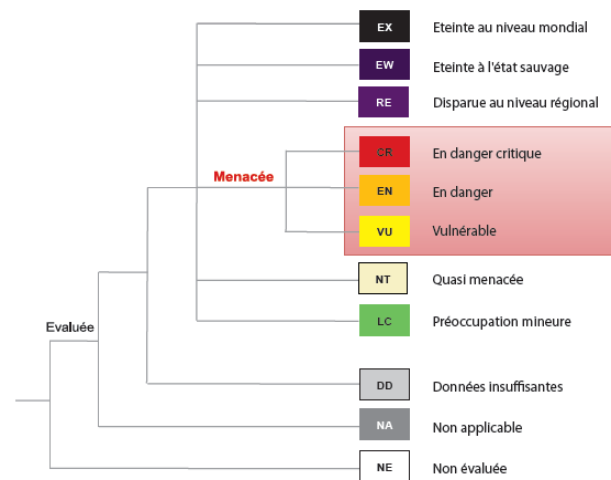 EX Eteinte au niveau mondial
EW Eteinte à l'état sauvage
RE Disparue au niveau régional
CR En danger critique
Menacée
EN En danger
VU Vulnérable
NT Quasi menacée
LC Préoccupation mineure
Evaluée
DD Données insuffisantes
NA Non applicable
NE Non évaluée